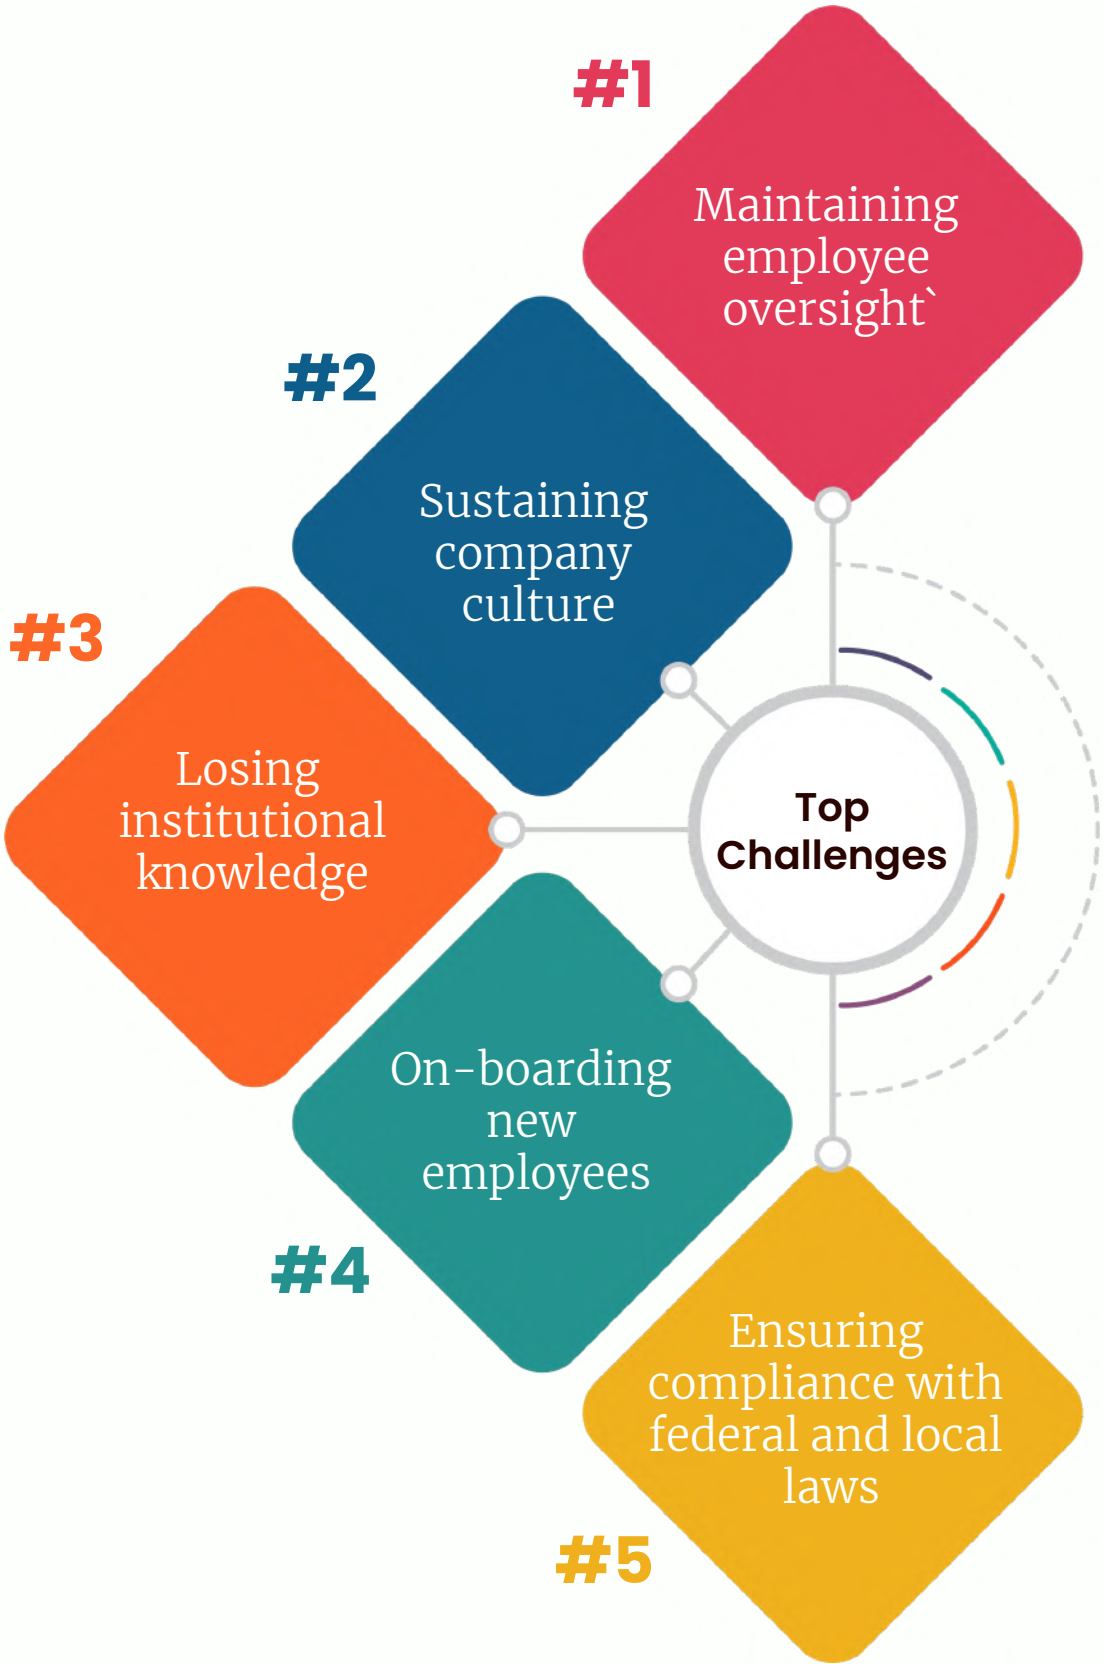 #1
Maintaining
employee
oversight`
#2
Sustaining
company
culture
#3
Losing
institutional
knowledge
Top
Challenges
On-boarding
new
employees
#4
Ensuring
compliance with
federal and local
laws
#5